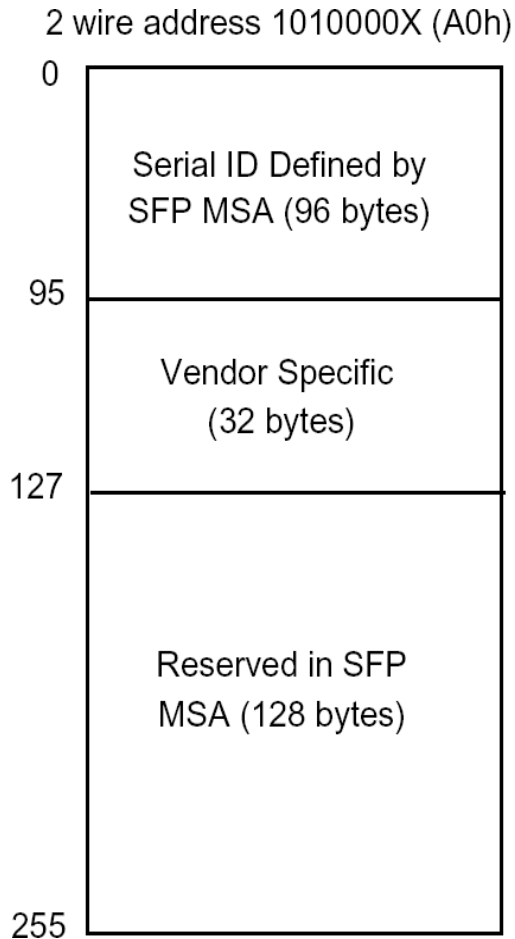 2 wire address 1010000X (A0h)
0
Serial ID Defined by
SFP MSA (96 bytes)
95
Vendor Specific
(32 bytes)
127
Reserved in SFP
MSA (128 bytes)
255